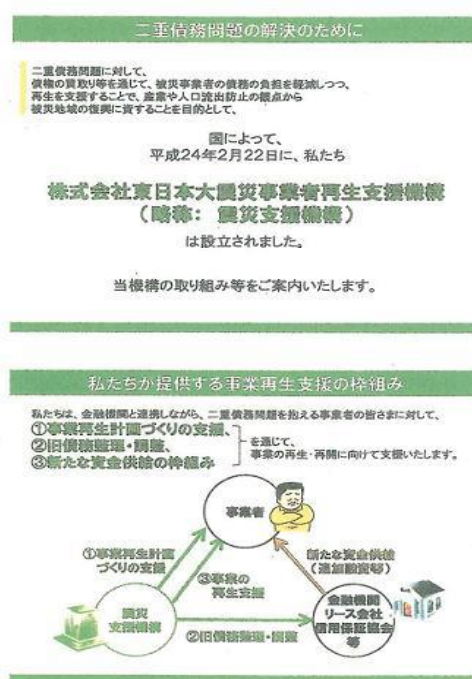 二重債務問題の解決のために
二重債務問題に対して、
債権の買取り等を通じて、被災事業者の債務の負担を軽減しつつ、
再生を支援することで、産業や人口流出防止の観点から
被災地域の復興に資することを目的として、
国によって、
平成24年2月22日に、私たち
株式会社東日本大震災事業者再生支援機構
（略称： 震災支援機構）
は設立されました。
当機構の取り組み等をご案内いたします。
私たちが提供する事業再生支援の枠組み
私たちは、金融機関と連携しながら、二重債務問題を抱える事業者の皆さまに対して、
①事業再生計画づくりの支援、
②旧債務整理・調整、
③新たな資金供給の枠組み
を通じて、
事業の再生・再開に向けて支援いたします。
事業者
①事業再生計画
づくりの支援
③事業の
再生支援
新たな資金供給
（追加融資等）
震災
支援機構
②旧債務整理・調整
金融機関
リース会社
信用保証協会
等